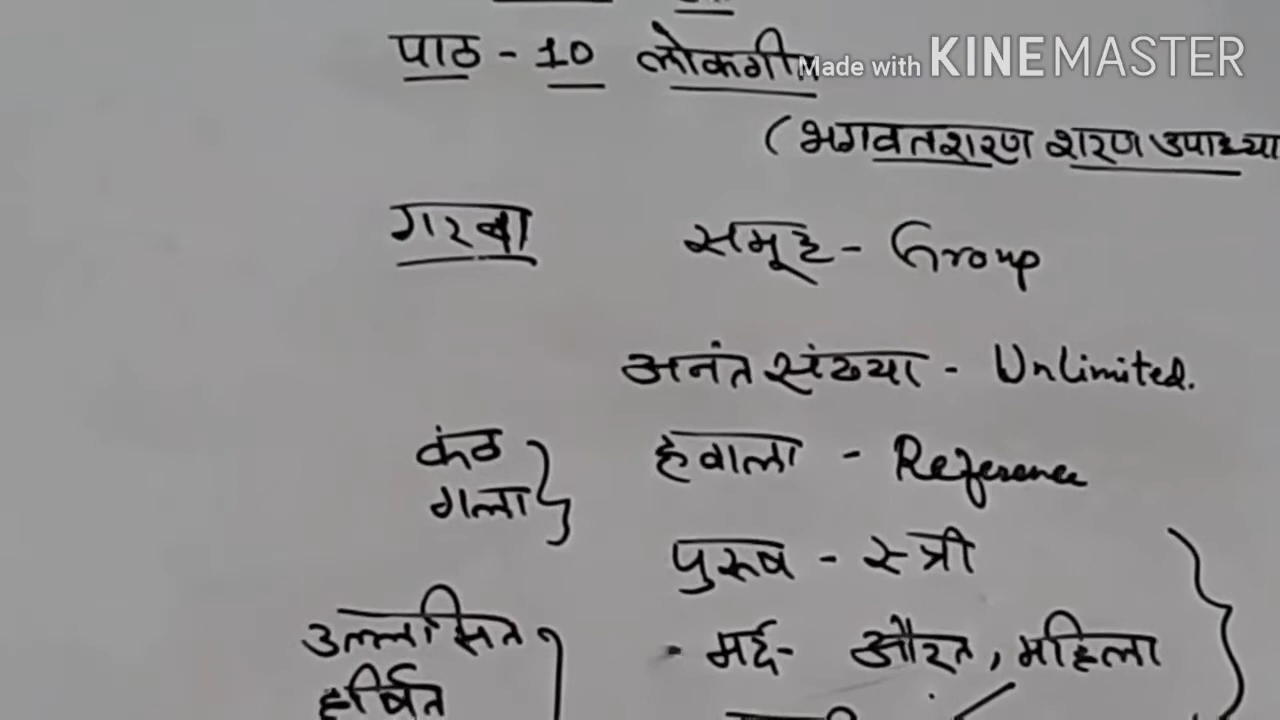 पाठ - 10 लोकगीत
Made with KINEMASTER
(भगवतशरण शरण उपाध्या
गरबा समूह - Group
अनंत संख्या - Unlimited.
कंठ हवाला - Reference
गला
पुरूष - स्त्री
उल्लासित मर्द - औरत, महिला
हर्षित